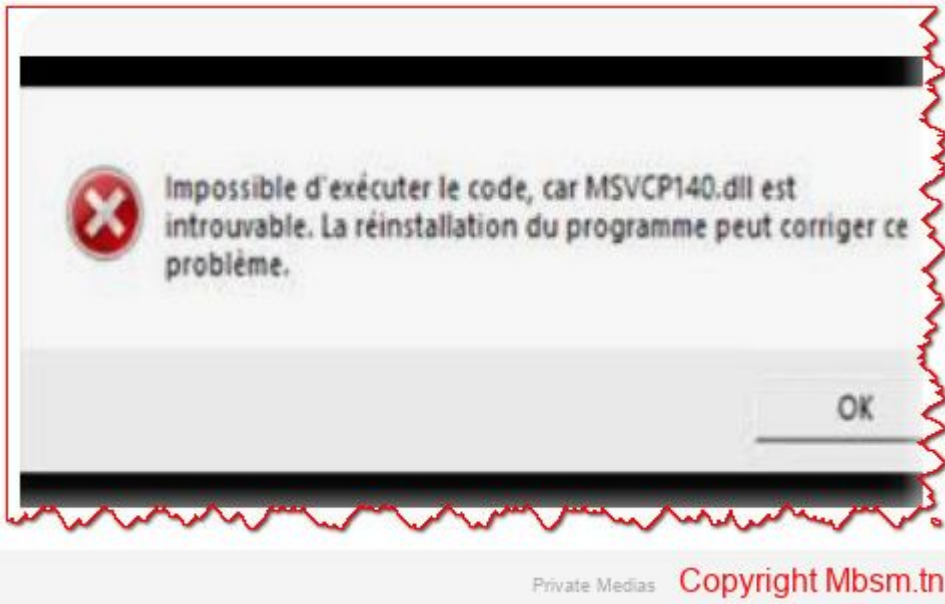 Impossible d'exécuter le code, car MSVCP140.dll est
introuvable. La réinstallation du programme peut corriger ce
problème.
OK
Private Medias
Copyright Mbsm.tn